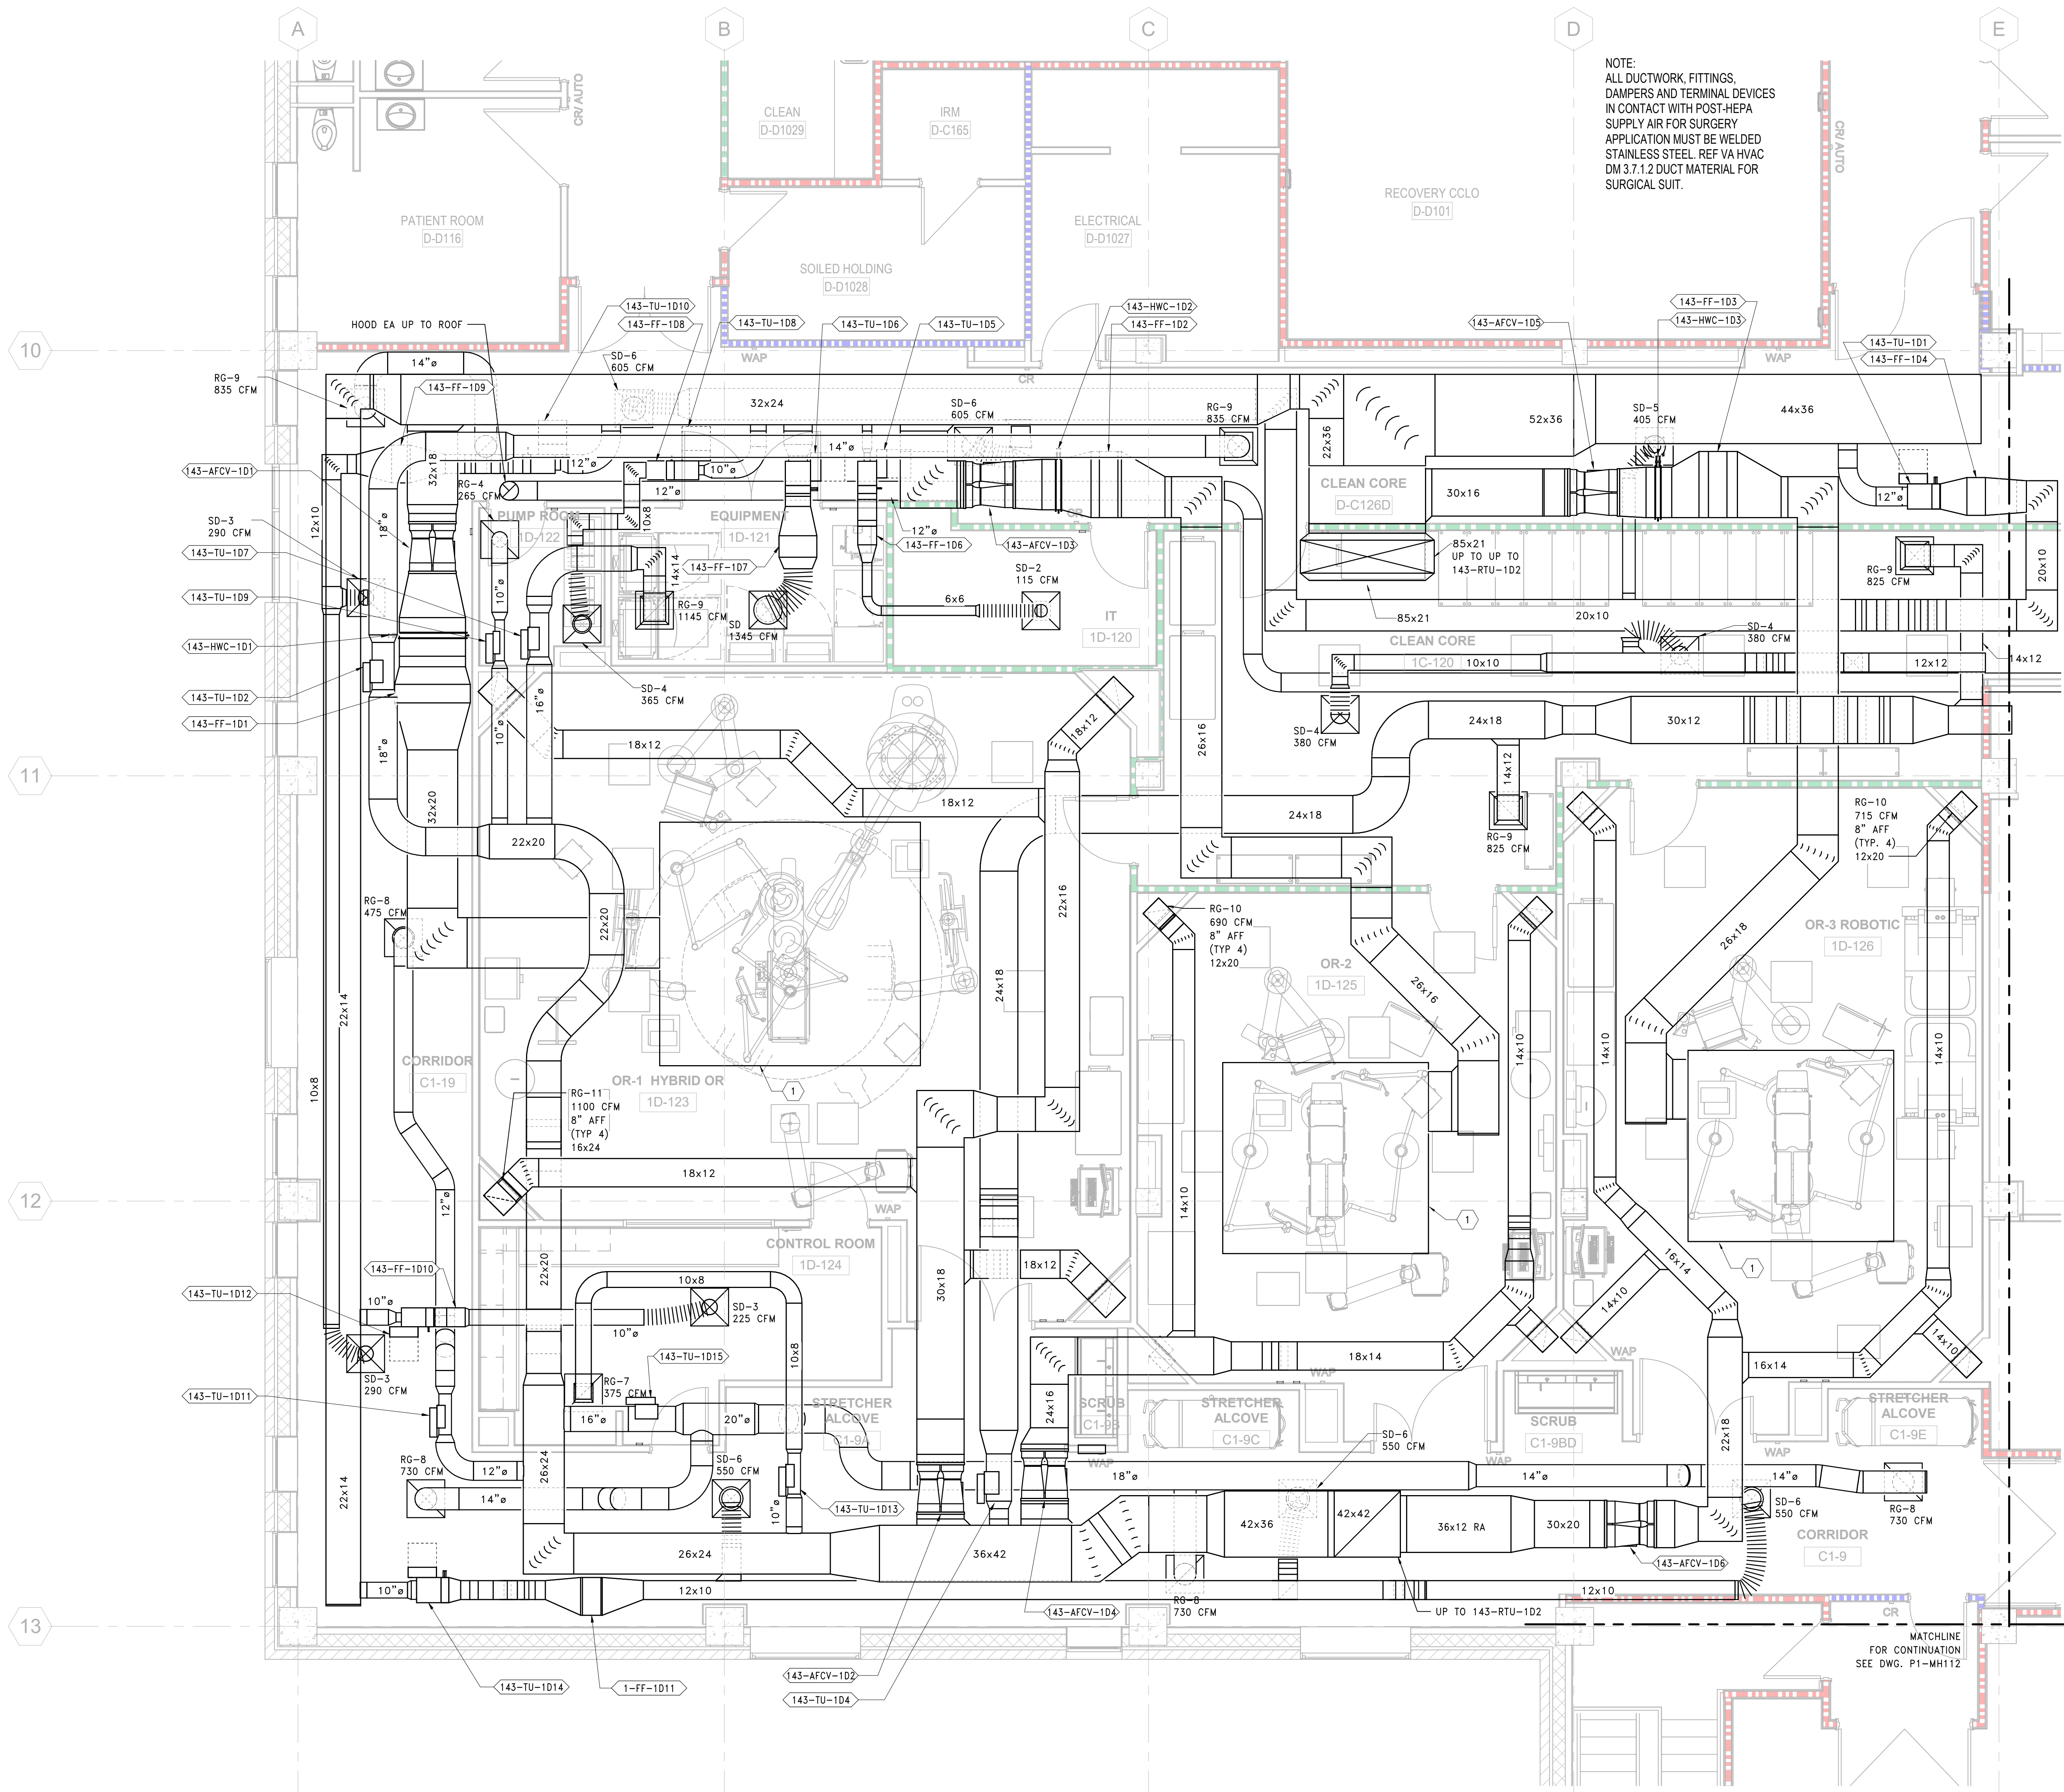 A
B
C
D
E
NOTE:
ALL DUCTWORK, FITTINGS,
DAMPERS AND TERMINAL DEVICES
IN CONTACT WITH POST-HEPA
SUPPLY AIR FOR SURGERY
APPLICATION MUST BE WELDED
STAINLESS STEEL. REF VA HVAC
DM 3.7.1.2 DUCT MATERIAL FOR
SURGICAL SUIT.
CR/ AUTO
CLEAN
D-D1029
IRM
D-C165
CR/ AUTO
RECOVERY CCLO
D-D101
PATIENT ROOM
D-D116
ELECTRICAL
D-D1027
SOILED HOLDING
D-D1028
143-TU-1D10
143-FF-1D8
143-TU-1D8
143-TU-1D6
143-TU-1D5
143-HWC-1D2
143-FF-1D2
143-AFCV-1D5
143-FF-1D3
143-HWC-1D3
143-TU-1D1
143-FF-1D4
HOOD EA UP TO ROOF
10
14"ø
SD-6
605 CFM
WAP
CR
WAP
RG-9
835 CFM
143-FF-1D9
32x24
SD-6
605 CFM
RG-9
835 CFM
52x36
SD-5
405 CFM
44x36
22x36
14"ø
143-AFCV-1D1
32x18
12"ø
10"ø
RG-4
265 CFM
12"ø
CLEAN CORE
D-C126D
30x16
12"ø
12x10
18"ø
PUMP ROOM
1D-122
10x8
EQUIPMENT
1D-121
12"ø
CR
SD-3
290 CFM
143-FF-1D6
143-AFCV-1D3
85x21
UP TO UP TO
143-RTU-1D2
143-TU-1D7
143-FF-1D7
14x14
SD-2
115 CFM
RG-9
825 CFM
20x10
143-TU-1D9
10"ø
RG-9
1145 CFM
SD
1345 CFM
6x6
IT
1D-120
85x21
20x10
143-HWC-1D1
CLEAN CORE
1C-120
SD-4
380 CFM
10x10
12x12
14x12
143-TU-1D2
SD-4
365 CFM
16"ø
143-FF-1D1
10"ø
18x12
18"ø
18x12
26x16
SD-4
380 CFM
24x18
30x12
14x12
11
32x20
18x12
24x18
RG-9
825 CFM
RG-10
715 CFM
8" AFF
(TYP. 4)
12x20
22x20
RG-8
475 CFM
22x20
22x16
RG-10
690 CFM
8" AFF
(TYP 4)
12x20
OR-3 ROBOTIC
1D-126
26x18
OR-2
1D-125
24x18
26x16
22x14
14x10
14x10
14x10
CORRIDOR
C1-19
OR-1 HYBRID OR
1D-123
10x8
1
RG-11
1100 CFM
8" AFF
(TYP 4)
16x24
18x12
12
12"ø
WAP
14x10
1
CONTROL ROOM
1D-124
16x14
1
143-FF-1D10
22x20
10x8
30x18
18x12
143-TU-1D12
10"ø
SD-3
225 CFM
10"ø
14x10
14x10
143-TU-1D15
10x8
18x14
WAP
WAP
16x14
SD-3
290 CFM
RG-7
375 CFM
143-TU-1D11
16"ø
20"ø
STRETCHER
ALCOVE
C1-9A
24x16
SCRUB
C1-9B
STRETCHER
ALCOVE
C1-9C
SCRUB
C1-9BD
22x18
STRETCHER
ALCOVE
C1-9E
SD-6
550 CFM
WAP
WAP
WAP
RG-8
730 CFM
12"ø
26x24
SD-6
550 CFM
18"ø
14"ø
14"ø
14"ø
10"ø
143-TU-1D13
22x14
SD-6
550 CFM
RG-8
730 CFM
42x36
42x42
36x12 RA
30x20
CORRIDOR
C1-9
26x24
36x42
143-AFCV-1D6
10"ø
12x10
12x10
143-AFCV-1D4
RG-8
730 CFM
UP TO 143-RTU-1D2
CR
13
MATCHLINE
FOR CONTINUATION
SEE DWG. P1-MH112
143-TU-1D14
1-FF-1D11
143-AFCV-1D2
143-TU-1D4